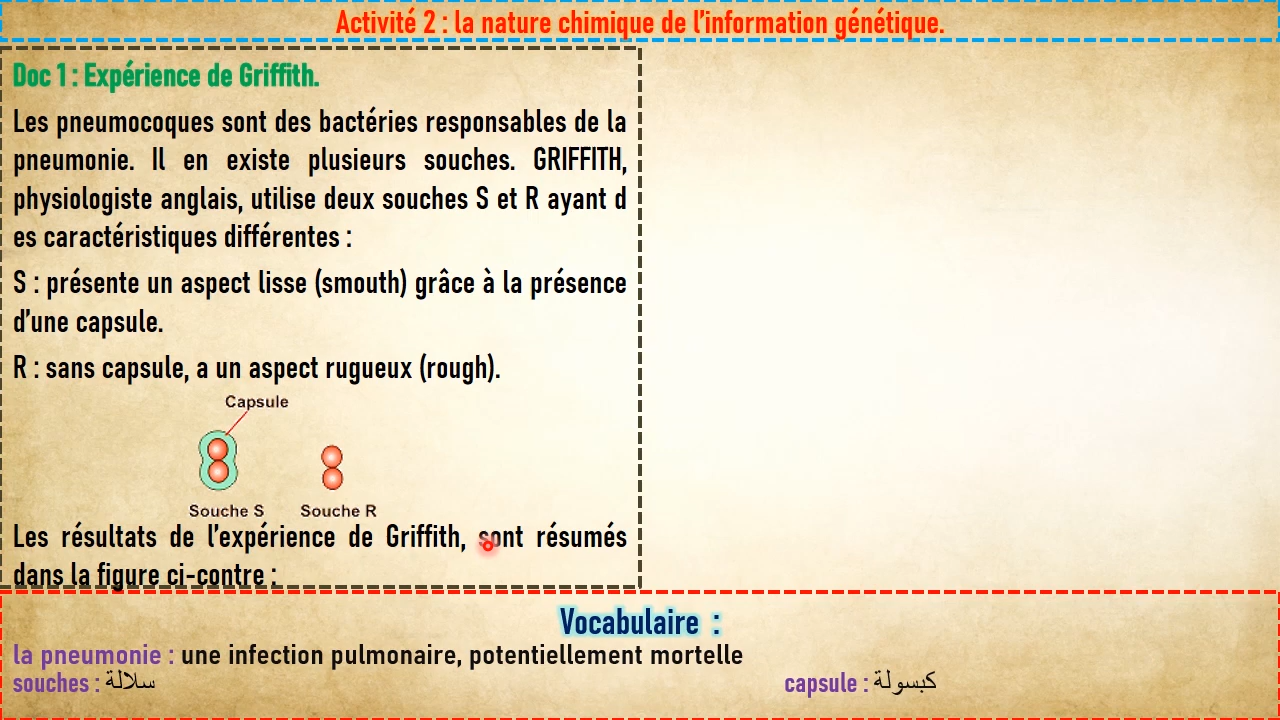 Activité 2 : la nature chimique de l’information génétique.
Doc 1 : Expérience de Griffith.
Les pneumocoques sont des bactéries responsables de la
pneumonie. Il en existe plusieurs souches. GRIFFITH,
physiologiste anglais, utilise deux souches S et R ayant d
es caractéristiques différentes :
S : présente un aspect lisse (smouth) grâce à la présence
d’une capsule.
R : sans capsule, a un aspect rugueux (rough).
Capsule
Souche S
Souche R
Les résultats de l’expérience de Griffith, sont résumés
dans la figure ci-contre :
Vocabulaire :
la pneumonie : une infection pulmonaire, potentiellement mortelle
souches : سلالة
capsule : كبسولة